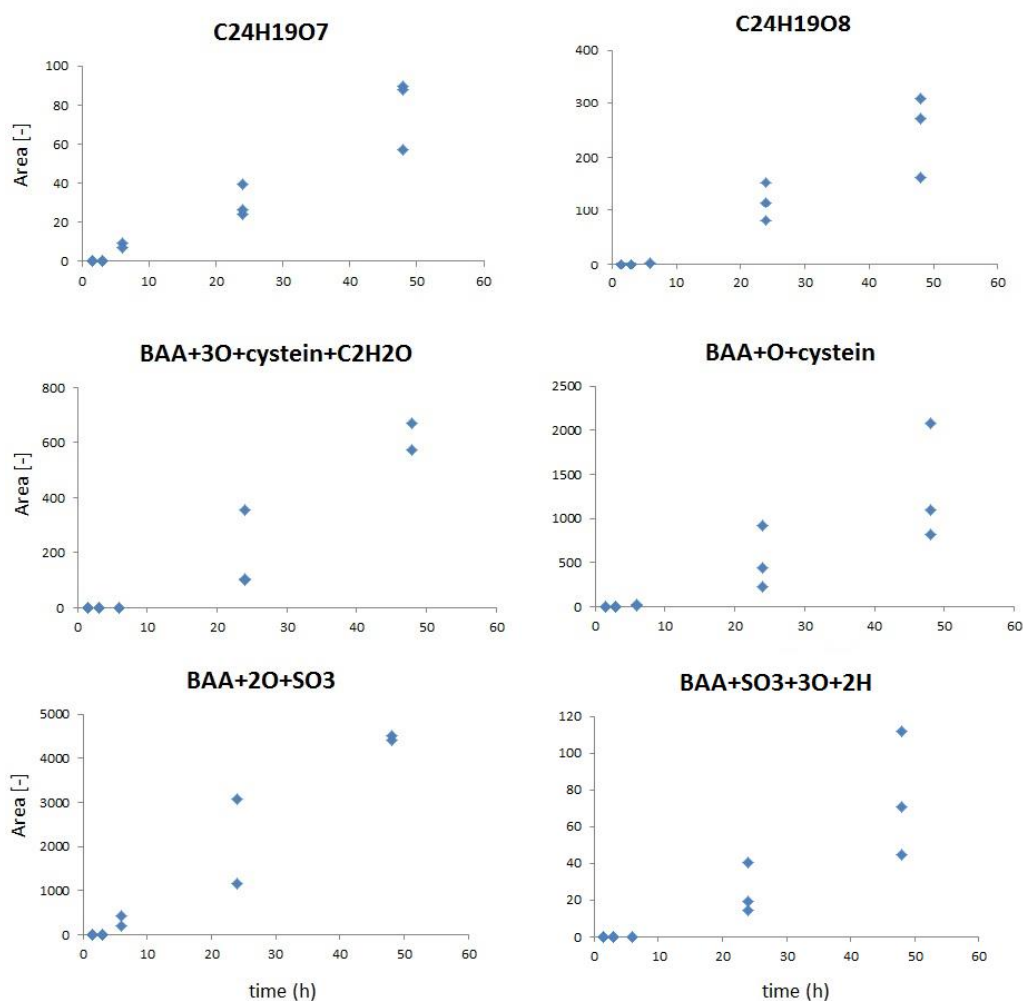 C24H19O7
100
80
60
40
20
0
Area [-]
0 10 20 30 40 50 60
C24H19O8
400
300
200
100
0
0 10 20 30 40 50 60
BAA+3O+cystein+C2H2O
800
600
400
200
0
Area [-]
0 10 20 30 40 50 60
BAA+O+cystein
2500
2000
1500
1000
500
0
0 10 20 30 40 50 60
BAA+2O+SO3
5000
4000
3000
2000
1000
0
Area [-]
0 10 20 30 40 50 60
time (h)
BAA+SO3+3O+2H
120
100
80
60
40
20
0
0 10 20 30 40 50 60
time (h)